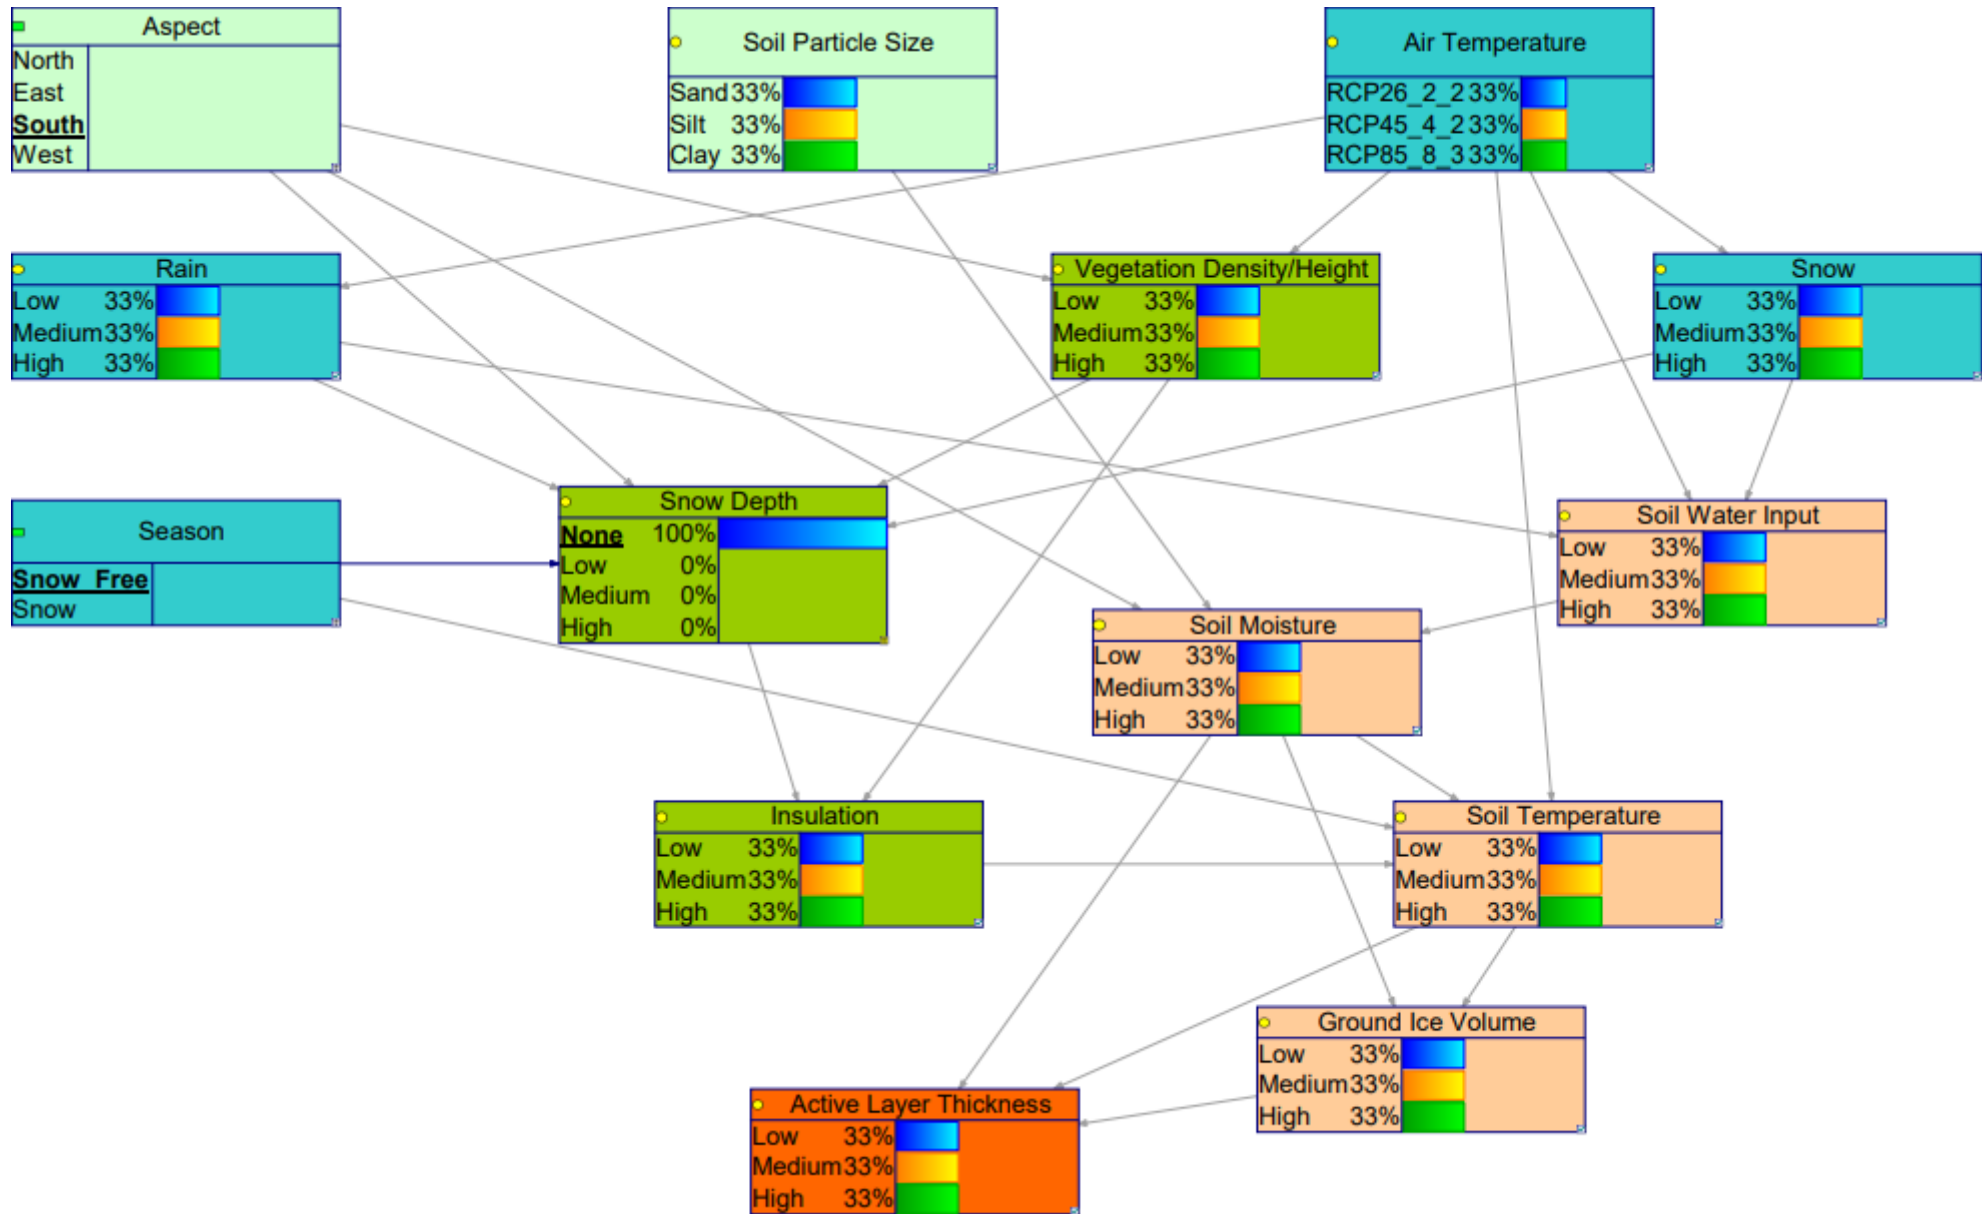 Aspect
North
East
South
West
Soil Particle Size
Sand 33%
Silt 33%
Clay 33%
Air Temperature
RCP26_2_2 33%
RCP45_4_2 33%
RCP85_8_3 33%
Rain
Low 33%
Medium 33%
High 33%
Vegetation Density/Height
Low 33%
Medium 33%
High 33%
Snow
Low 33%
Medium 33%
High 33%
Season
Snow_Free
Snow
Snow Depth
None 100%
Low 0%
Medium 0%
High 0%
Soil Water Input
Low 33%
Medium 33%
High 33%
Soil Moisture
Low 33%
Medium 33%
High 33%
Insulation
Low 33%
Medium 33%
High 33%
Soil Temperature
Low 33%
Medium 33%
High 33%
Ground Ice Volume
Low 33%
Medium 33%
High 33%
Active Layer Thickness
Low 33%
Medium 33%
High 33%